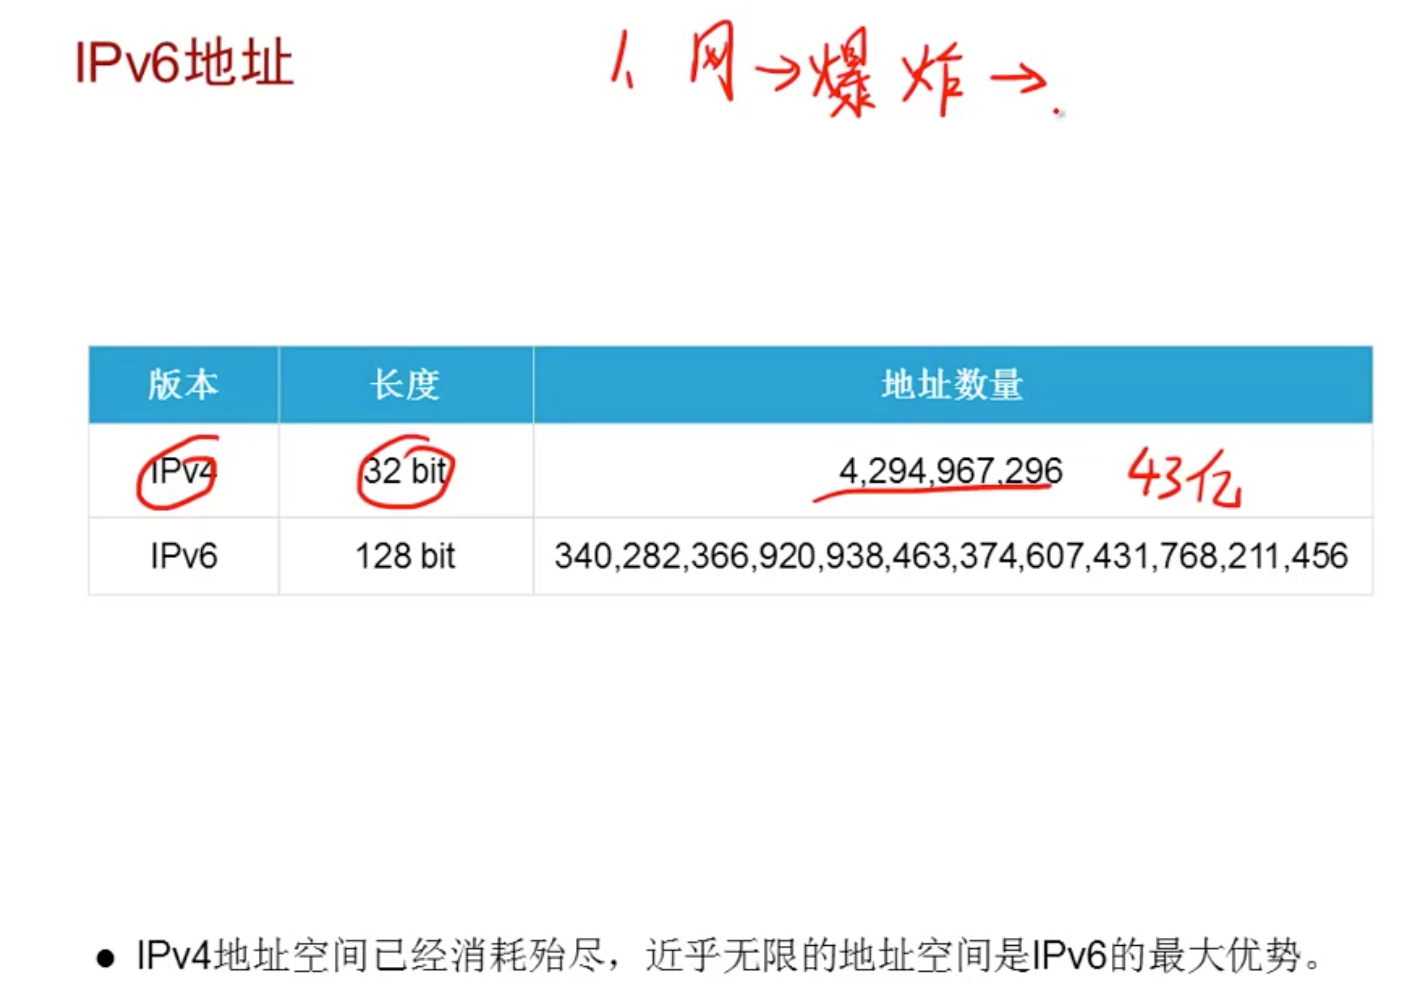 IPv6地址
1、网→爆炸→
版本 长度 地址数量
IPv4 32 bit 4,294,967,296 43亿
IPv6 128 bit 340,282,366,920,938,463,374,607,431,768,211,456
● IPv4地址空间已经消耗殆尽，近乎无限的地址空间是IPv6的最大优势。